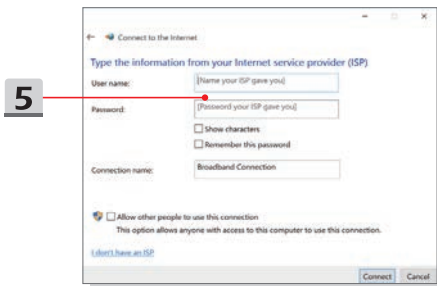 Connect to the Internet
Type the information from your Internet service provider (ISP)
User name:
[Name your ISP gave you]
5
Password:
[Password your ISP gave you]
Show characters
Remember this password
Connection name:
Broadband Connection
Allow other people to use this connection
This option allows anyone with access to this computer to use this connection.
I don't have an ISP
Connect
Cancel